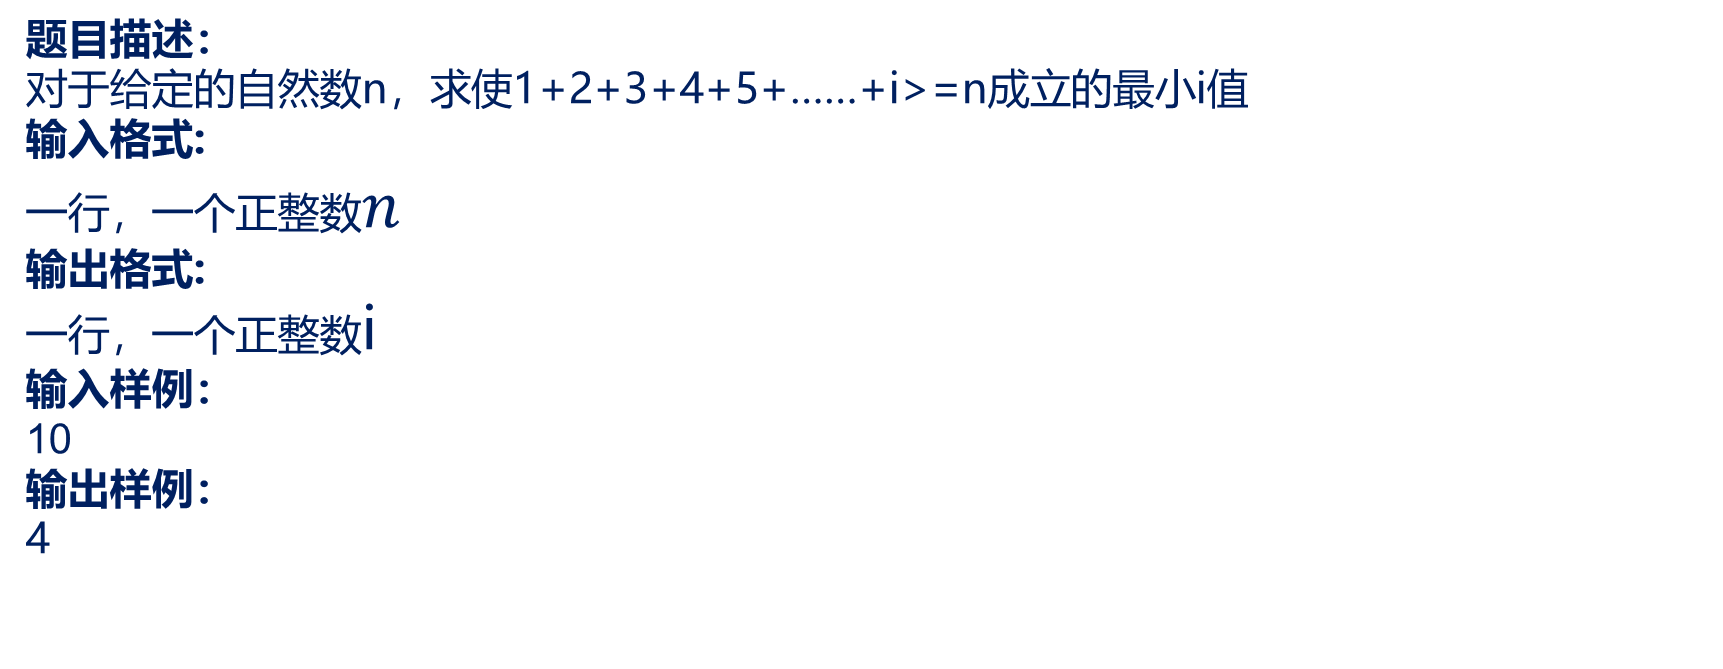 题目描述：
对于给定的自然数n，求使1+2+3+4+5+……+i>=n成立的最小i值
输入格式:
一行，一个正整数n
输出格式:
一行，一个正整数i
输入样例：
10
输出样例：
4